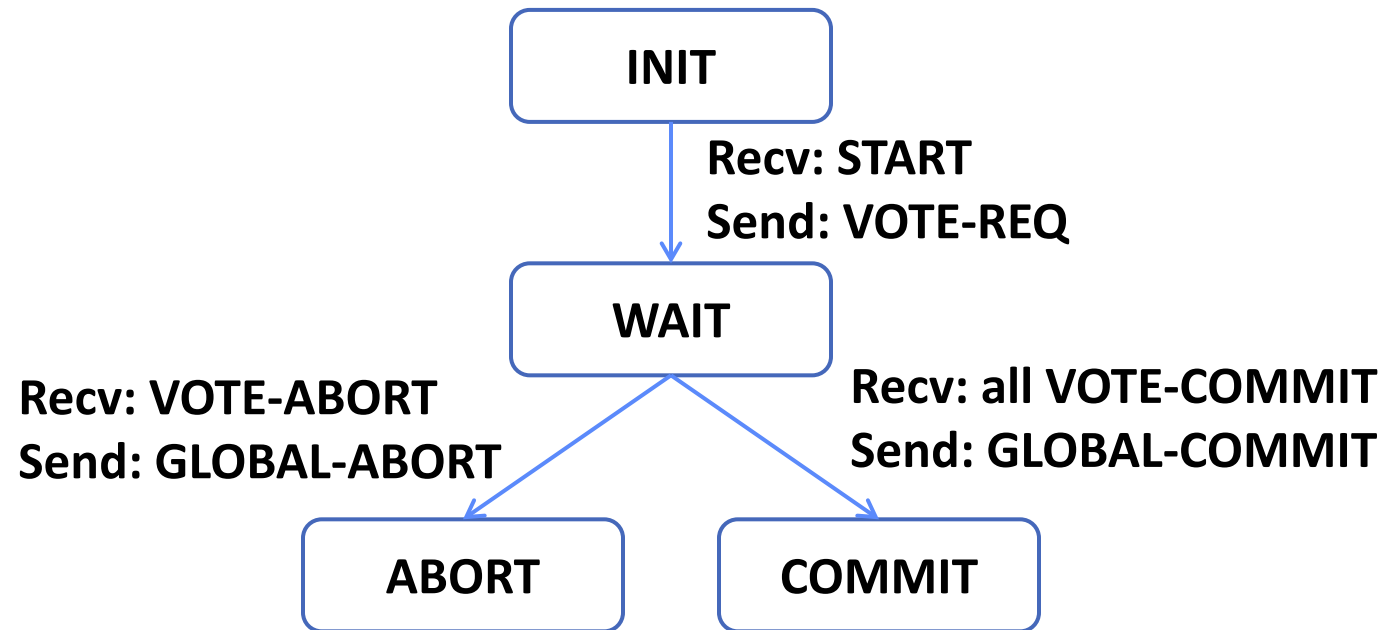 INIT
Recv: START
Send: VOTE-REQ
WAIT
Recv: VOTE-ABORT
Send: GLOBAL-ABORT
Recv: all VOTE-COMMIT
Send: GLOBAL-COMMIT
ABORT
COMMIT